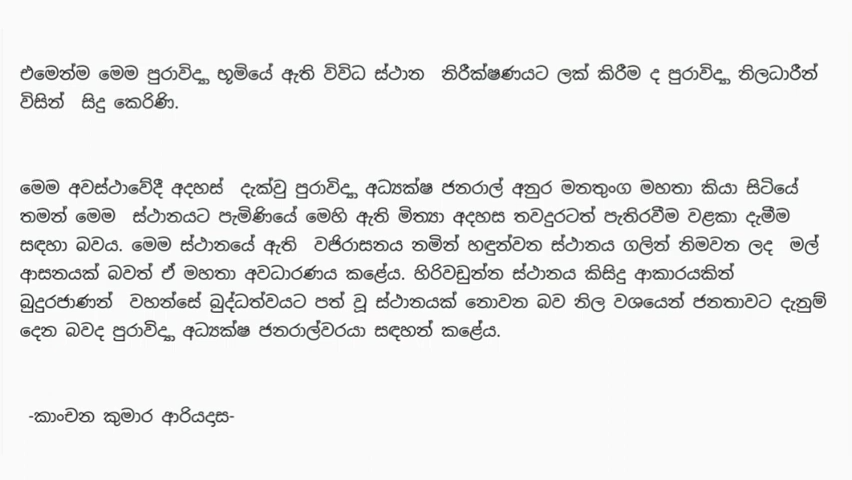 එමෙන්ම මෙම පුරාවිද්‍යා භූමියේ ඇති විවිධ ස්ථාන නිරීක්ෂණයට ලක් කිරීම ද පුරාවිද්‍යා නිලධාරීන්
විසින් සිදු කෙරිණි.
මෙම අවස්ථාවේදී අදහස් දැක්වූ පුරාවිද්‍යා අධ්‍යක්ෂ ජනරාල් අනුර මනතුංග මහතා කියා සිටියේ
තමන් මෙම ස්ථානයට පැමිණියේ මෙහි ඇති මිත්‍යා අදහස තවදුරටත් පැතිරවීම වළකා දැමීම
සඳහා බවය. මෙම ස්ථානයේ ඇති වජිරාසනය නමින් හඳුන්වන ස්ථානය ගලින් නිමවන ලද මල්
ආසනයක් බවත් ඒ මහතා අවධාරණය කළේය. හිරිවඩුන්න ස්ථානය කිසිදු ආකාරයකින්
බුදුරජාණන් වහන්සේ බුද්ධත්වයට පත් වූ ස්ථානයක් නොවන බව නිල වශයෙන් ජනතාවට දැනුම්
දෙන බවද පුරාවිද්‍යා අධ්‍යක්ෂ ජනරාල්වරයා සඳහන් කළේය.
-කාංචන කුමාර ආරියදාස-